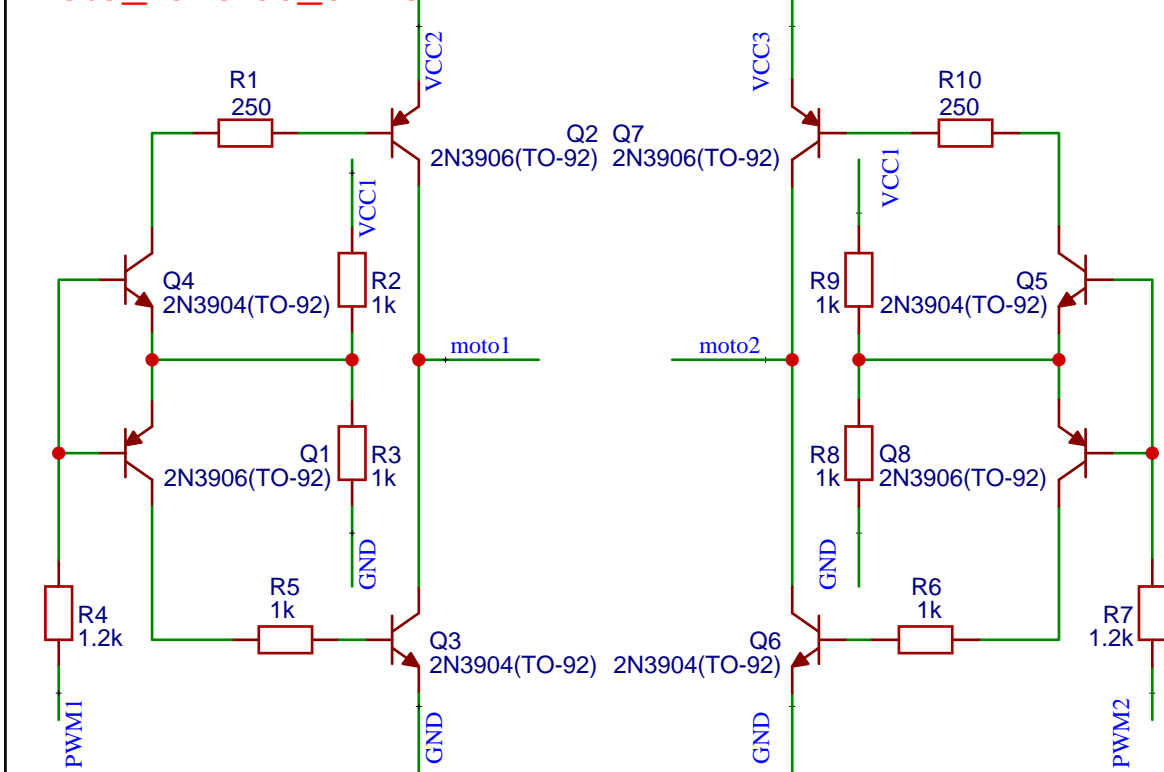 VCC2
VCC3
R1
250
R10
250
Q2 Q7
2N3906(TO-92) 2N3906(TO-92)
VCC1
VCC1
Q4
2N3904(TO-92)
R2
1k
R9
1k
Q5
2N3904(TO-92)
moto1
moto2
Q1
2N3906(TO-92)
R3
1k
R8
1k
Q8
2N3906(TO-92)
GND
GND
R4
1.2k
R5
1k
Q3
2N3904(TO-92)
Q6
2N3904(TO-92)
R6
1k
R7
1.2k
PWM1
GND
GND
PWM2